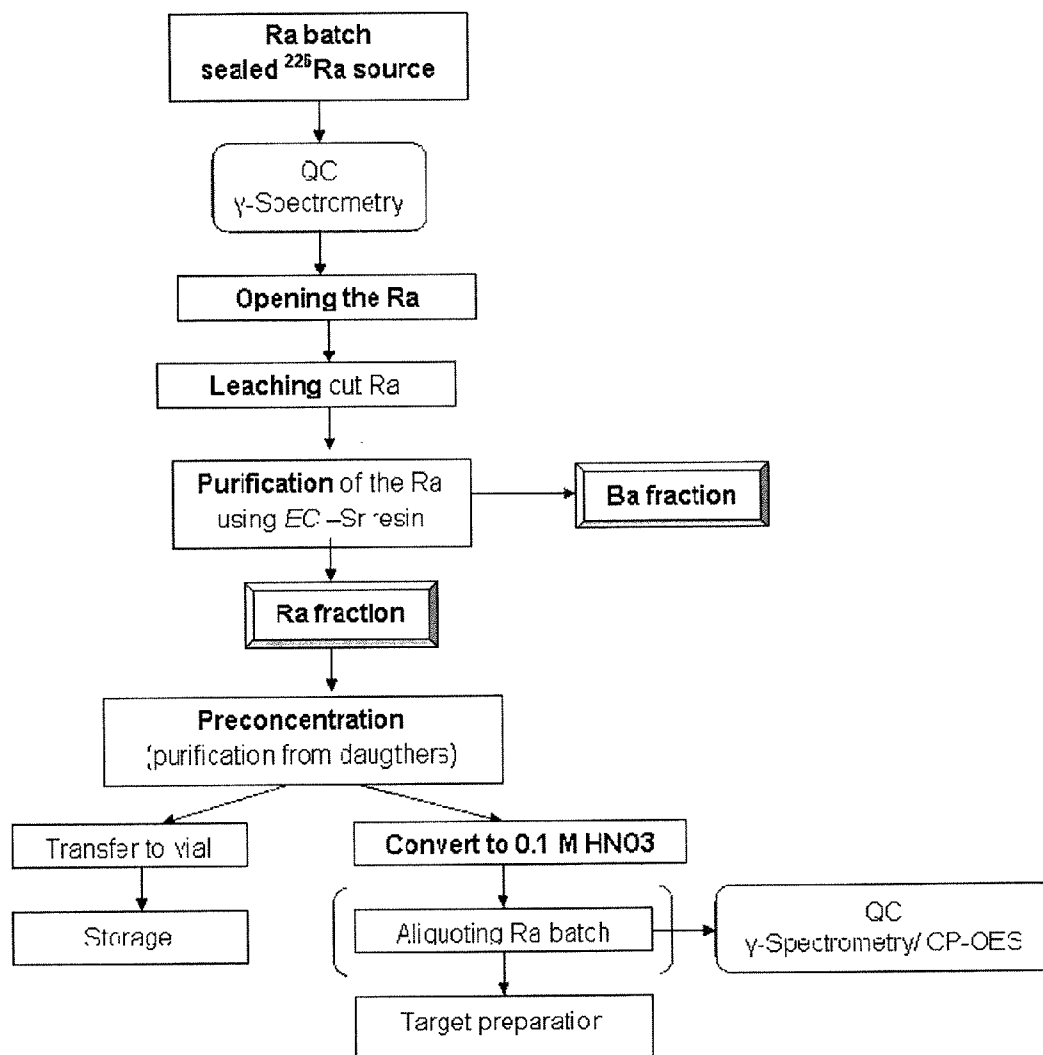 Ra batch
sealed ²²⁶Ra source
QC
γ-Spectrometry
Opening the Ra
Leaching cut Ra
Purification of the Ra
using EC –Sr resin
Ba fraction
Ra fraction
Preconcentration
(purification from daugthers)
Transfer to vial
Convert to 0.1 M HNO3
Storage
Aliquoting Ra batch
QC
γ-Spectrometry/ CP-OES
Target preparation